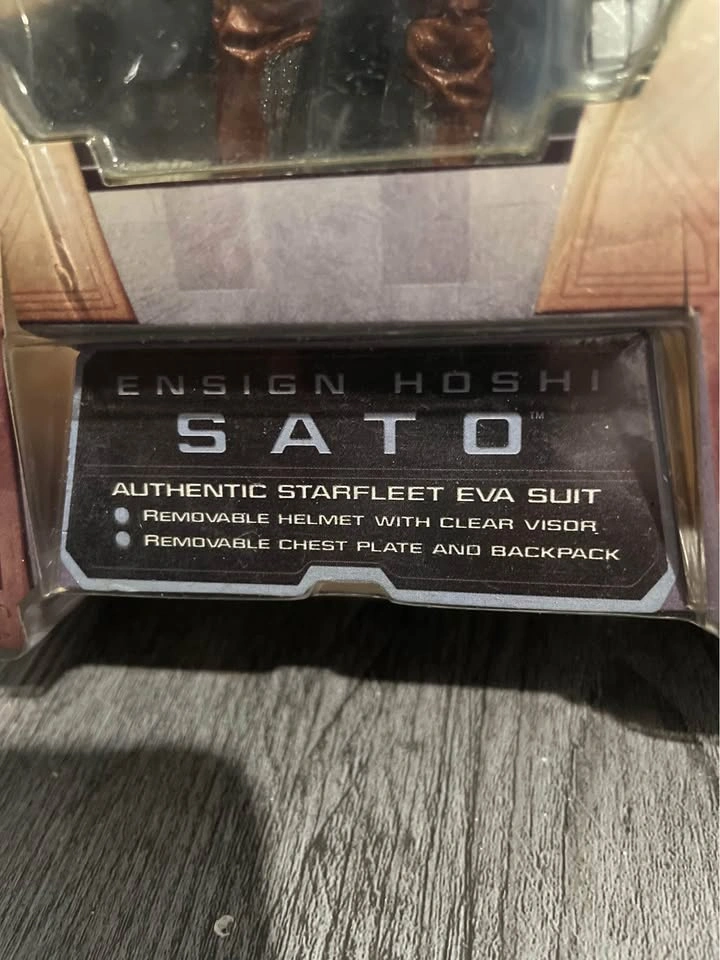 ENSIGN HOSHI
SATO™
AUTHENTIC STARFLEET EVA SUIT
● REMOVABLE HELMET WITH CLEAR VISOR
● REMOVABLE CHEST PLATE AND BACKPACK